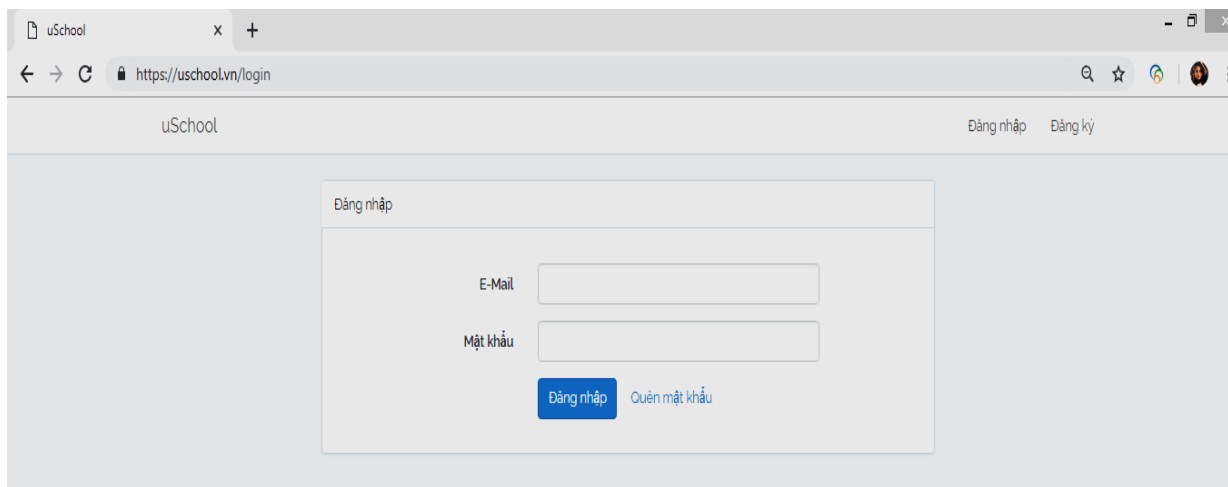 uSchool
https://uschool.vn/login
uSchool Đăng nhập Đăng ký
Đăng nhập
E-Mail
Mật khẩu
Đăng nhập Quên mật khẩu